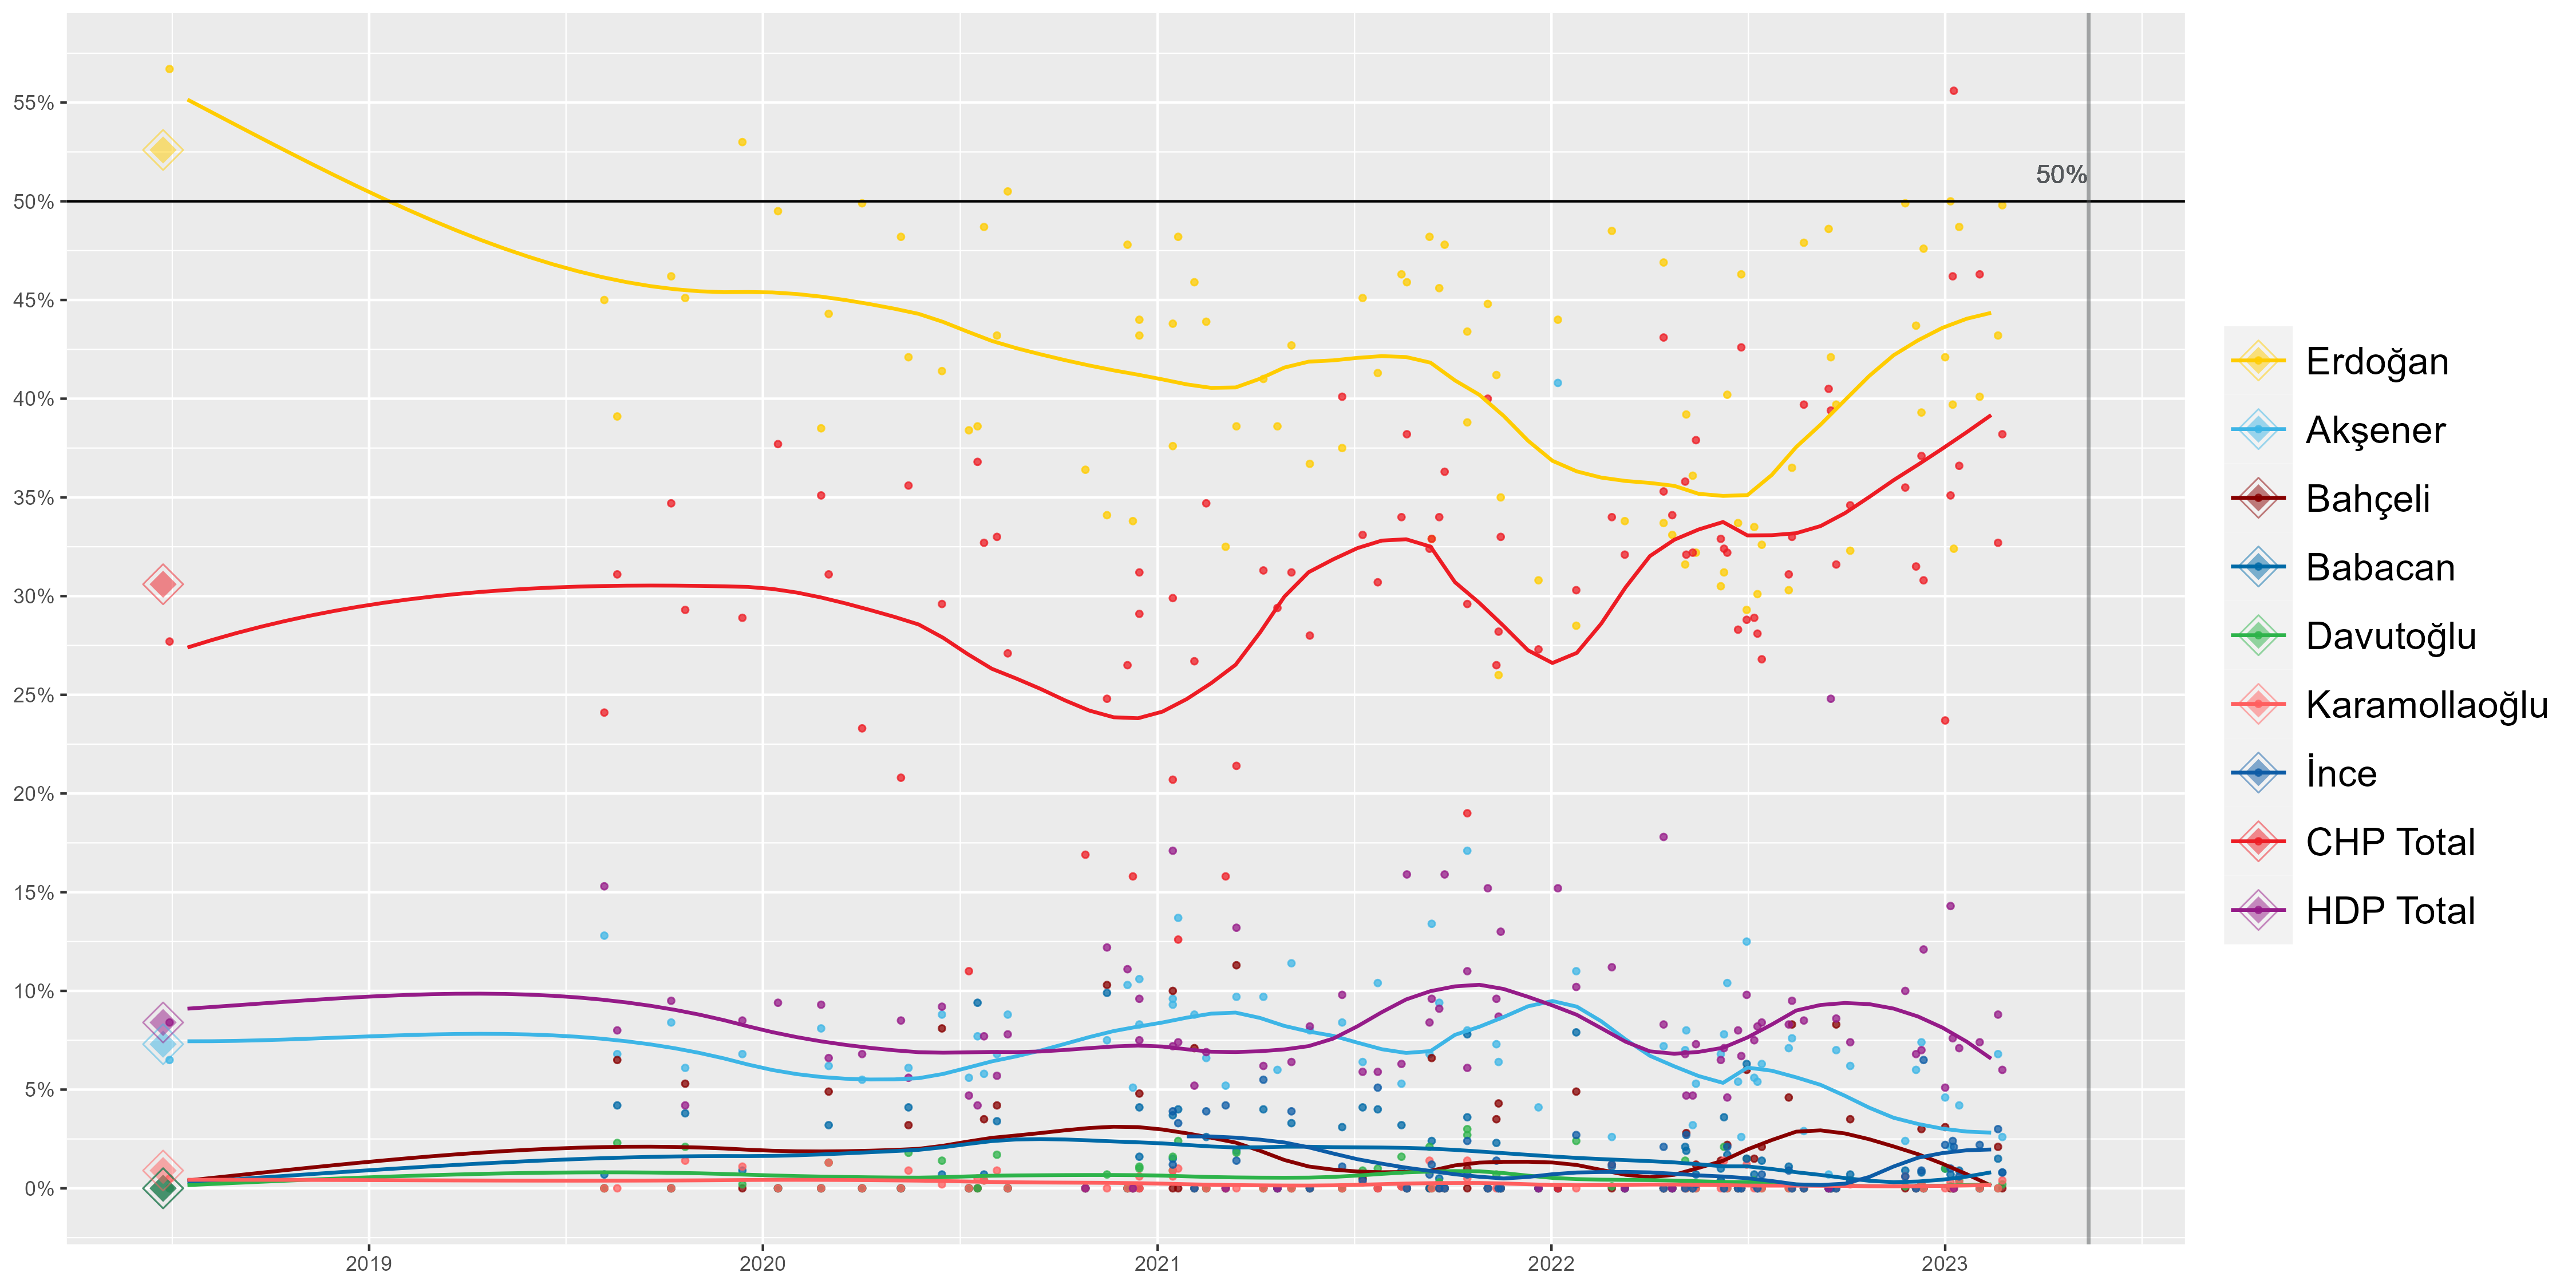 55%
50%
50%
45%
40%
35%
30%
25%
20%
15%
10%
5%
0%
2019
2020
2021
2022
2023
Erdoğan
Akşener
Bahçeli
Babacan
Davutoğlu
Karamollaoğlu
İnce
CHP Total
HDP Total